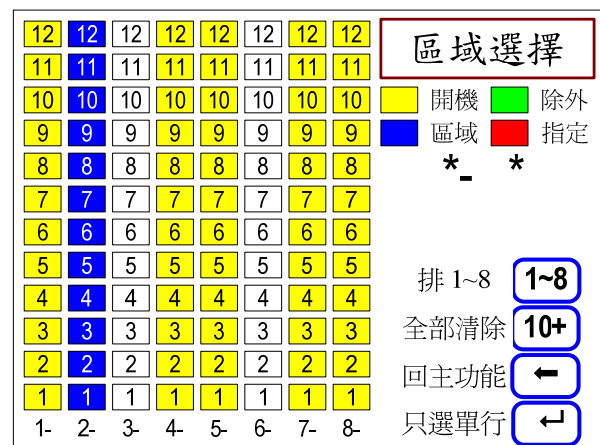 區域選擇
12 12 12 12 12 12 12 12
11 11 11 11 11 11 11 11
10 10 10 10 10 10 10 10
9 9 9 9 9 9 9 9
8 8 8 8 8 8 8 8
7 7 7 7 7 7 7 7
6 6 6 6 6 6 6 6
5 5 5 5 5 5 5 5
4 4 4 4 4 4 4 4
3 3 3 3 3 3 3 3
2 2 2 2 2 2 2 2
1 1 1 1 1 1 1 1
1- 2- 3- 4- 5- 6- 7- 8-
開機 除外
區域 指定
*- *
排 1~8 1~8
全部清除 10+
回主功能 ←
只選單行 ↵